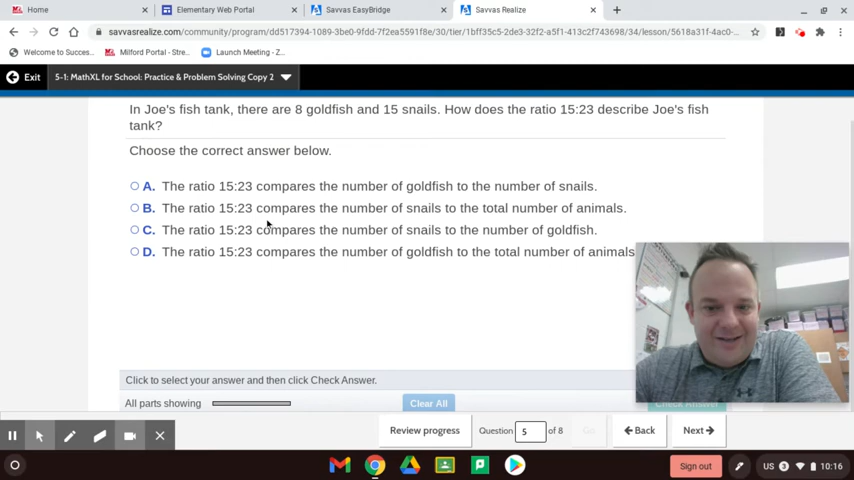 Home
Elementary Web Portal
Savvas EasyBridge
Savvas Realize
savvasrealize.com/community/program/dd517394-1089-3be0-9fdd-7f2ea5591f8e/30/tier/1bff35c5-2de3-32f2-a5f1-413c2f743698/34/lesson/5618a31f-4ac0-...
Welcome to Succes...
Milford Portal - Stre...
Launch Meeting - Z...
Exit
5-1: MathXL for School: Practice & Problem Solving Copy 2
In Joe's fish tank, there are 8 goldfish and 15 snails. How does the ratio 15:23 describe Joe's fish
tank?
Choose the correct answer below.
A. The ratio 15:23 compares the number of goldfish to the number of snails.
B. The ratio 15:23 compares the number of snails to the total number of animals.
C. The ratio 15:23 compares the number of snails to the number of goldfish.
D. The ratio 15:23 compares the number of goldfish to the total number of animals
Click to select your answer and then click Check Answer.
All parts showing
Clear All
Check Answer
Review progress
Question 5 of 8
Go
Back
Next
Sign out
US 3 10:16